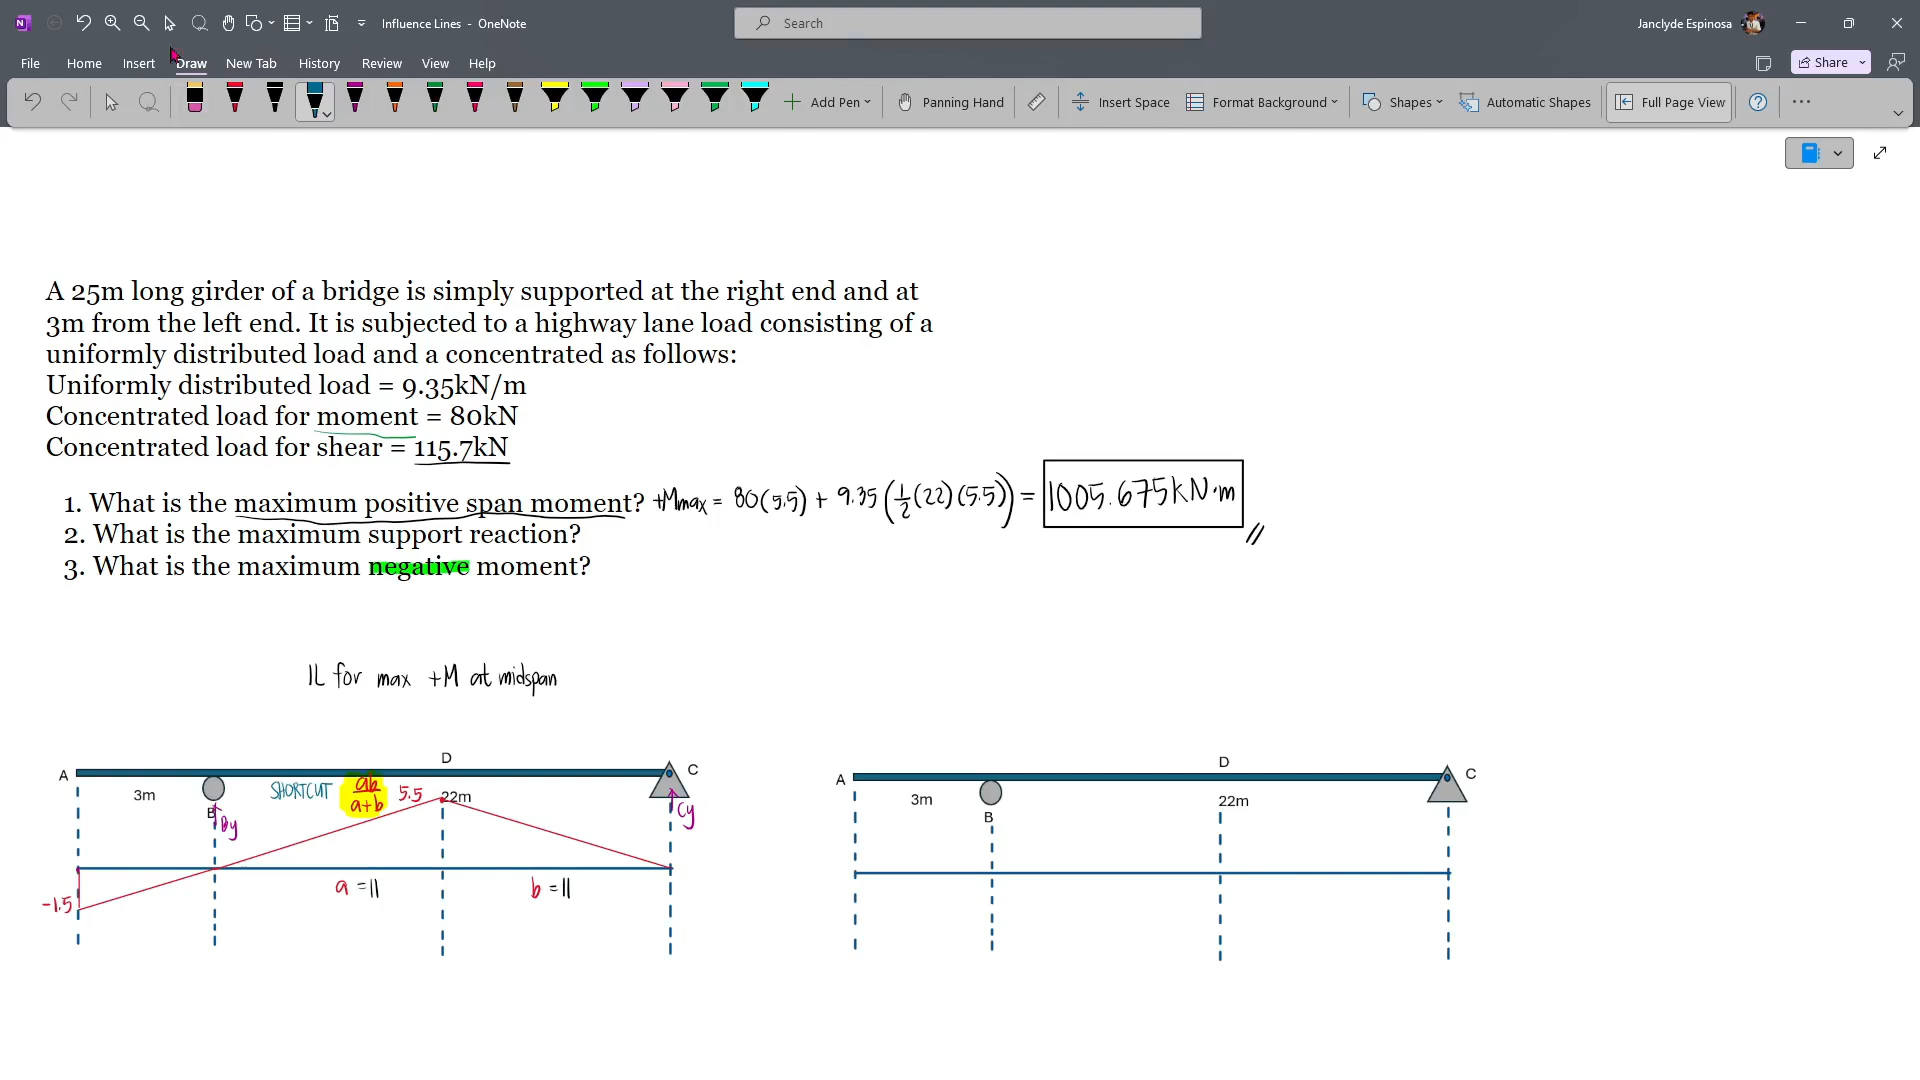 Influence Lines - OneNote
Search
Janclyde Espinosa
File Home Insert Draw New Tab History Review View Help
Share
Add Pen
Panning Hand
Insert Space
Format Background
Shapes
Automatic Shapes
Full Page View
A 25m long girder of a bridge is simply supported at the right end and at
3m from the left end. It is subjected to a highway lane load consisting of a
uniformly distributed load and a concentrated as follows:
Uniformly distributed load = 9.35kN/m
Concentrated load for moment = 80kN
Concentrated load for shear = 115.7kN
1. What is the maximum positive span moment? +Mmax = 80(5.5) + 9.35(1/2(22)(5.5)) = 1005.675kN·m //
2. What is the maximum support reaction?
3. What is the maximum negative moment?
IL for max +M at midspan
A
3m
B
By
SHORTCUT ab/a+b 5.5
D
22m
C
Cy
-1.5
a = 11
b = 11
A
3m
B
D
22m
C